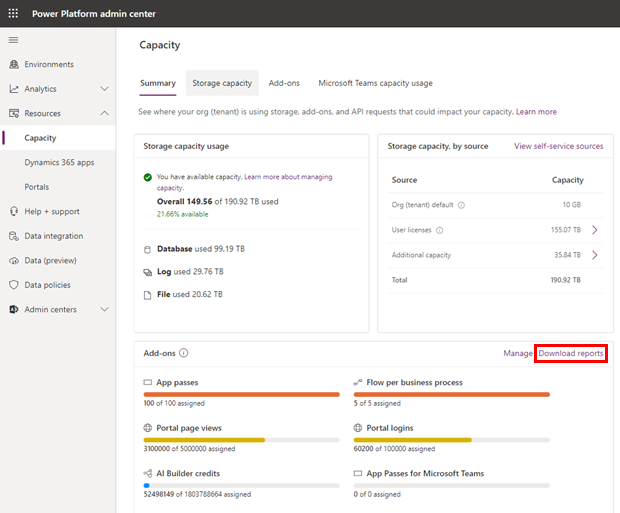 Power Platform admin center
Environments
Analytics
Resources
Capacity
Dynamics 365 apps
Portals
Help + support
Data integration
Data (preview)
Data policies
Admin centers
Capacity
Summary
Storage capacity
Add-ons
Microsoft Teams capacity usage
See where your org (tenant) is using storage, add-ons, and API requests that could impact your capacity. Learn more
Storage capacity usage
You have available capacity. Learn more about managing
capacity.
Overall 149.56 of 190.92 TB used
21.66% available
Database used 99.19 TB
Log used 29.76 TB
File used 20.62 TB
Storage capacity, by source
View self-service sources
Source Capacity
Org (tenant) default 10 GB
User licenses 155.07 TB
Additional capacity 35.84 TB
Total 190.92 TB
Add-ons
Manage Download reports
App passes
100 of 100 assigned
Flow per business process
5 of 5 assigned
Portal page views
3100000 of 5000000 assigned
Portal logins
60200 of 100000 assigned
AI Builder credits
52498149 of 1803788664 assigned
App Passes for Microsoft Teams
0 of 0 assigned